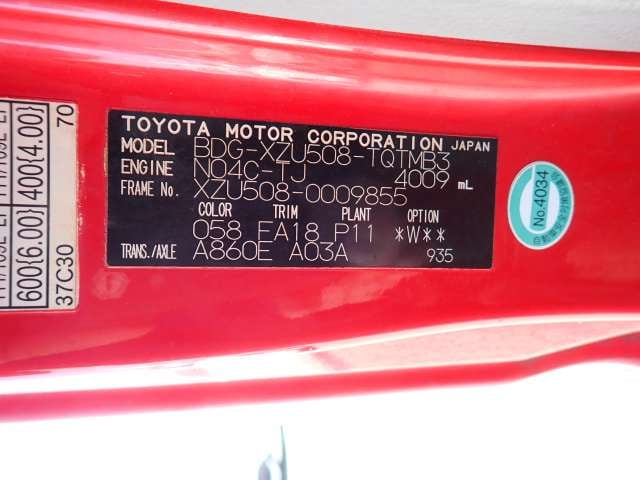 TOYOTA MOTOR CORPORATION JAPAN
MODEL BDG-XZU508-TQTMB3
ENGINE N04C-TJ 4009 mL
FRAME No. XZU508-0009855
COLOR TRIM PLANT OPTION
058 FA18 P11 *W**
TRANS./AXLE A860E A03A 935
No.4034
600{6.00} 400{4.00}
37C30 70